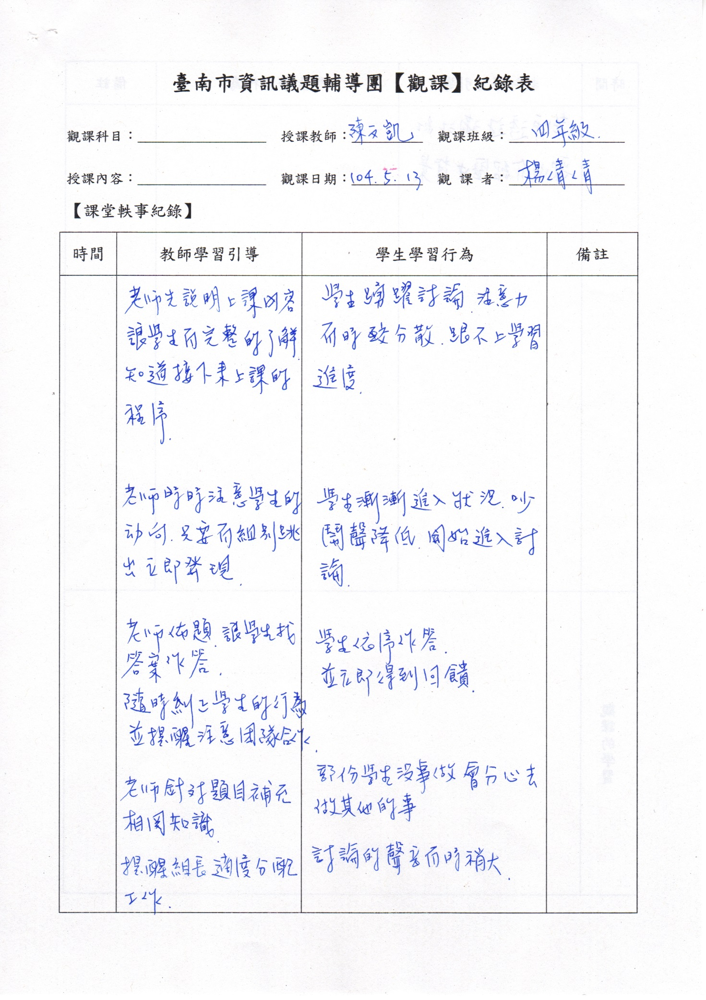 臺南市資訊議題輔導團【觀課】紀錄表
觀課科目：　授課教師：陳文凱　觀課班級：四年級.
授課內容：　觀課日期：104.5.13　觀課者：楊倩倩
【課堂軼事紀錄】
時間　教師學習引導　學生學習行為　備註
老師先說明上課內容
讓學生有完整的了解.
知道接下來上課的
程序.
學生踴躍討論.注意力
有時較分散.跟不上學習
進度.
老師時時注意學生的
动向.只要有組別跳
出立即發現.
學生漸漸進入狀況.吵
鬧聲降低.開始進入討
論.
老師佈題.讓學生找
答案作答.
隨時糾正學生的行為
並提醒注意团隊合作.
學生依序作答.
並立即得到回饋.
老師針对題目補充
相関知識.
提醒組長適度分配
工作.
部份學生沒事做會分心去
做其他的事
討論的聲音有時稍大.